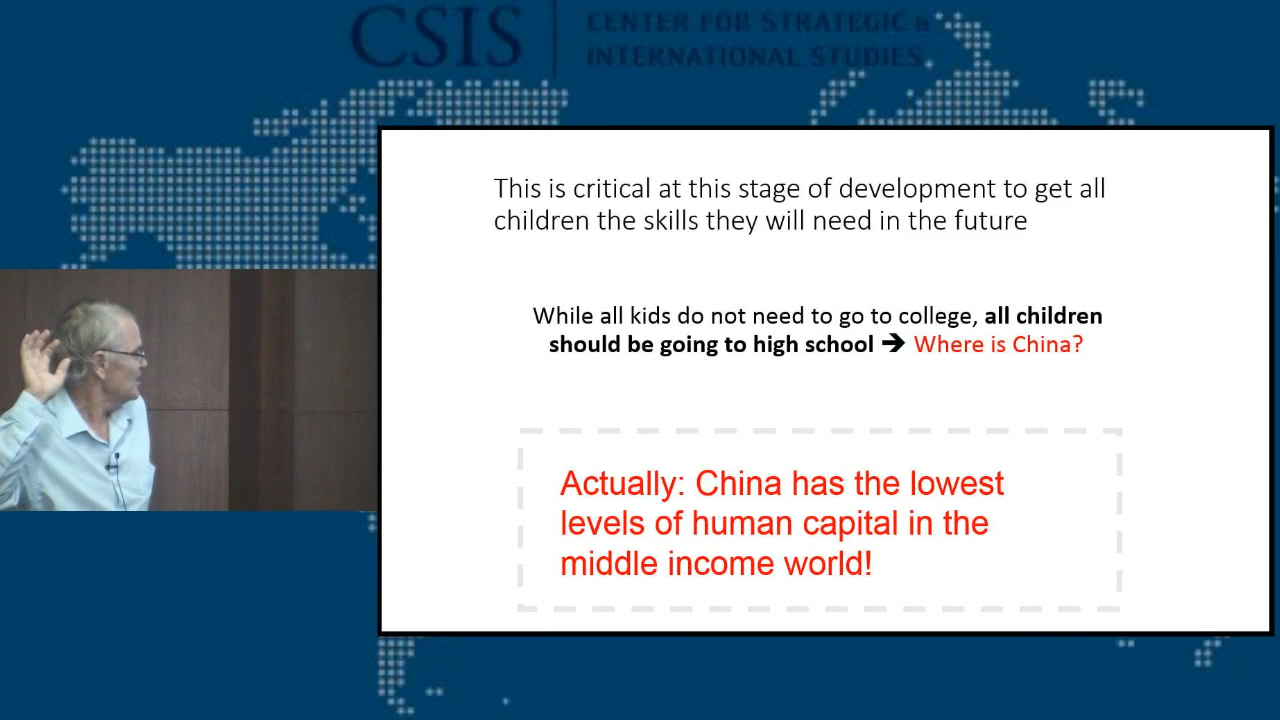 CSIS
CENTER FOR STRATEGIC &
INTERNATIONAL STUDIES
This is critical at this stage of development to get all
children the skills they will need in the future
While all kids do not need to go to college, all children
should be going to high school ➔ Where is China?
Actually: China has the lowest
levels of human capital in the
middle income world!